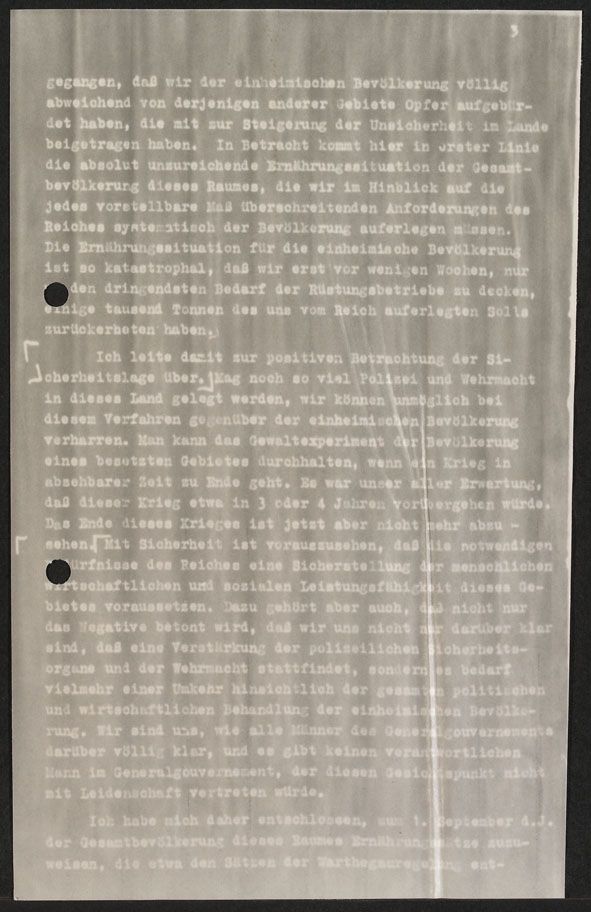 3
gegangen, daß wir der einheimischen Bevölkerung völlig
abweichend von derjenigen anderer Gebiete Opfer aufgebür-
det haben, die mit zur Steigerung der Unsicherheit im Lande
beigetragen haben. In Betracht kommt hier in erster Linie
die absolut unzureichende Ernährungssituation der Gesamt-
bevölkerung dieses Raumes, die wir im Hinblick auf die
jedes vorstellbare Maß überschreitenden Anforderungen des
Reiches systematisch der Bevölkerung auferlegen müssen.
Die Ernährungssituation für die einheimische Bevölkerung
ist so katastrophal, daß wir erst vor wenigen Wochen, nur
den dringendsten Bedarf der Rüstungsbetriebe zu decken,
einige tausend Tonnen des uns vom Reich auferlegten Solls
zurückerbeten haben.
Ich leite damit zur positiven Betrachtung der Si-
cherheitslage über. Mag noch so viel Polizei und Wehrmacht
in dieses Land gelegt werden, wir können unmöglich bei
diesem Verfahren gegenüber der einheimischen Bevölkerung
verharren. Man kann das Gewaltexperiment der Bevölkerung
eines besetzten Gebietes durchhalten, wenn ein Krieg in
absehbarer Zeit zu Ende geht. Es war unser aller Erwartung,
daß dieser Krieg etwa in 3 oder 4 Jahren vorübergehen würde.
Das Ende dieses Krieges ist jetzt aber nicht mehr abzu -
sehen. Mit Sicherheit ist vorauszusehen, daß die notwendigen
dürfnisse des Reiches eine Sicherstellung der menschlichen
wirtschaftlichen und sozialen Leistungsfähigkeit dieses Ge-
bietes voraussetzen. Dazu gehört aber auch, daß nicht nur
das Negative betont wird, daß wir uns nicht nur darüber klar
sind, daß eine Verstärkung der polizeilichen Sicherheits-
organe und der Wehrmacht stattfindet, sondern es bedarf
vielmehr einer Umkehr hinsichtlich der gesamten politischen
und wirtschaftlichen Behandlung der einheimischen Bevölke-
rung. Wir sind uns, wie alle Männer des Generalgouvernements
darüber völlig klar, und es gibt keinen verantwortlichen
Mann im Generalgouvernement, der diesen Gesichtspunkt nicht
mit Leidenschaft vertreten würde.
Ich habe mich daher entschlossen, zum 1. September d.J.
der Gesamtbevölkerung dieses Raumes Ernährungssätze zuzu-
weisen, die etwa den Sätzen der Warthegauregelung ent-